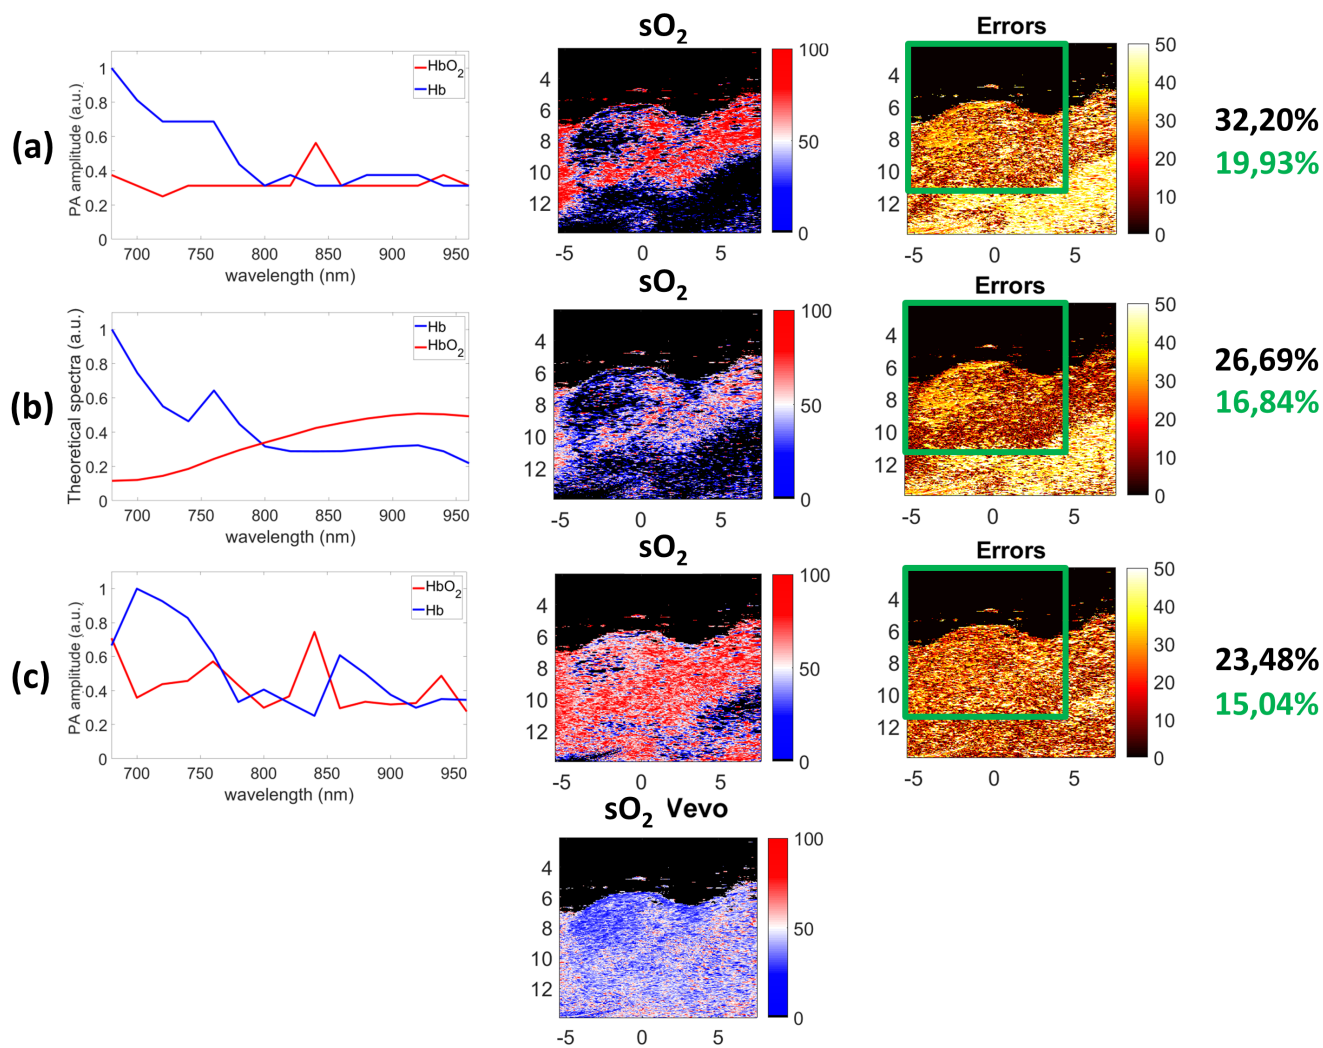 sO2
Errors
(a)
PA amplitude (a.u.)
1
0.8
0.6
0.4
0.2
0
HbO2
Hb
700 750 800 850 900 950
wavelength (nm)
4
6
8
10
12
-5 0 5
100
50
0
4
6
8
10
12
-5 0 5
50
40
30
20
10
0
32,20%
19,93%
sO2
Errors
(b)
Theoretical spectra (a.u.)
1
0.8
0.6
0.4
0.2
0
Hb
HbO2
700 750 800 850 900 950
wavelength (nm)
4
6
8
10
12
-5 0 5
100
50
0
4
6
8
10
12
-5 0 5
50
40
30
20
10
0
26,69%
16,84%
sO2
Errors
(c)
PA amplitude (a.u.)
1
0.8
0.6
0.4
0.2
0
HbO2
Hb
700 750 800 850 900 950
wavelength (nm)
4
6
8
10
12
-5 0 5
100
50
0
4
6
8
10
12
-5 0 5
50
40
30
20
10
0
23,48%
15,04%
sO2 Vevo
4
6
8
10
12
-5 0 5
100
50
0